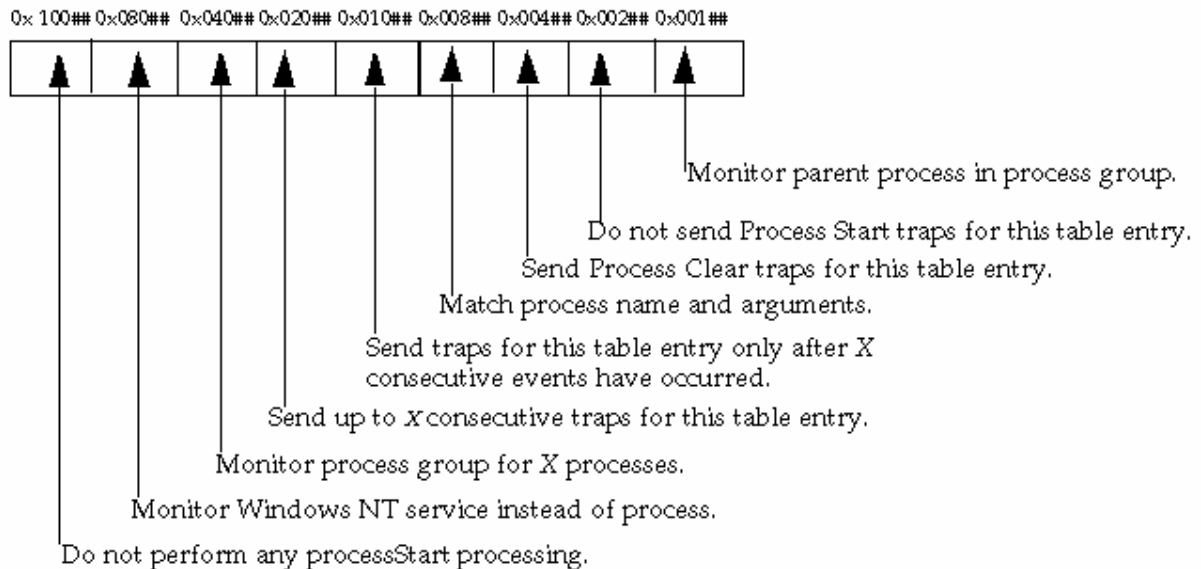 0x 100## 0x080## 0x040## 0x020## 0x010## 0x008## 0x004## 0x002## 0x001##
Monitor parent process in process group.
Do not send Process Start traps for this table entry.
Send Process Clear traps for this table entry.
Match process name and arguments.
Send traps for this table entry only after X
consecutive events have occurred.
Send up to X consecutive traps for this table entry.
Monitor process group for X processes.
Monitor Windows NT service instead of process.
Do not perform any processStart processing.